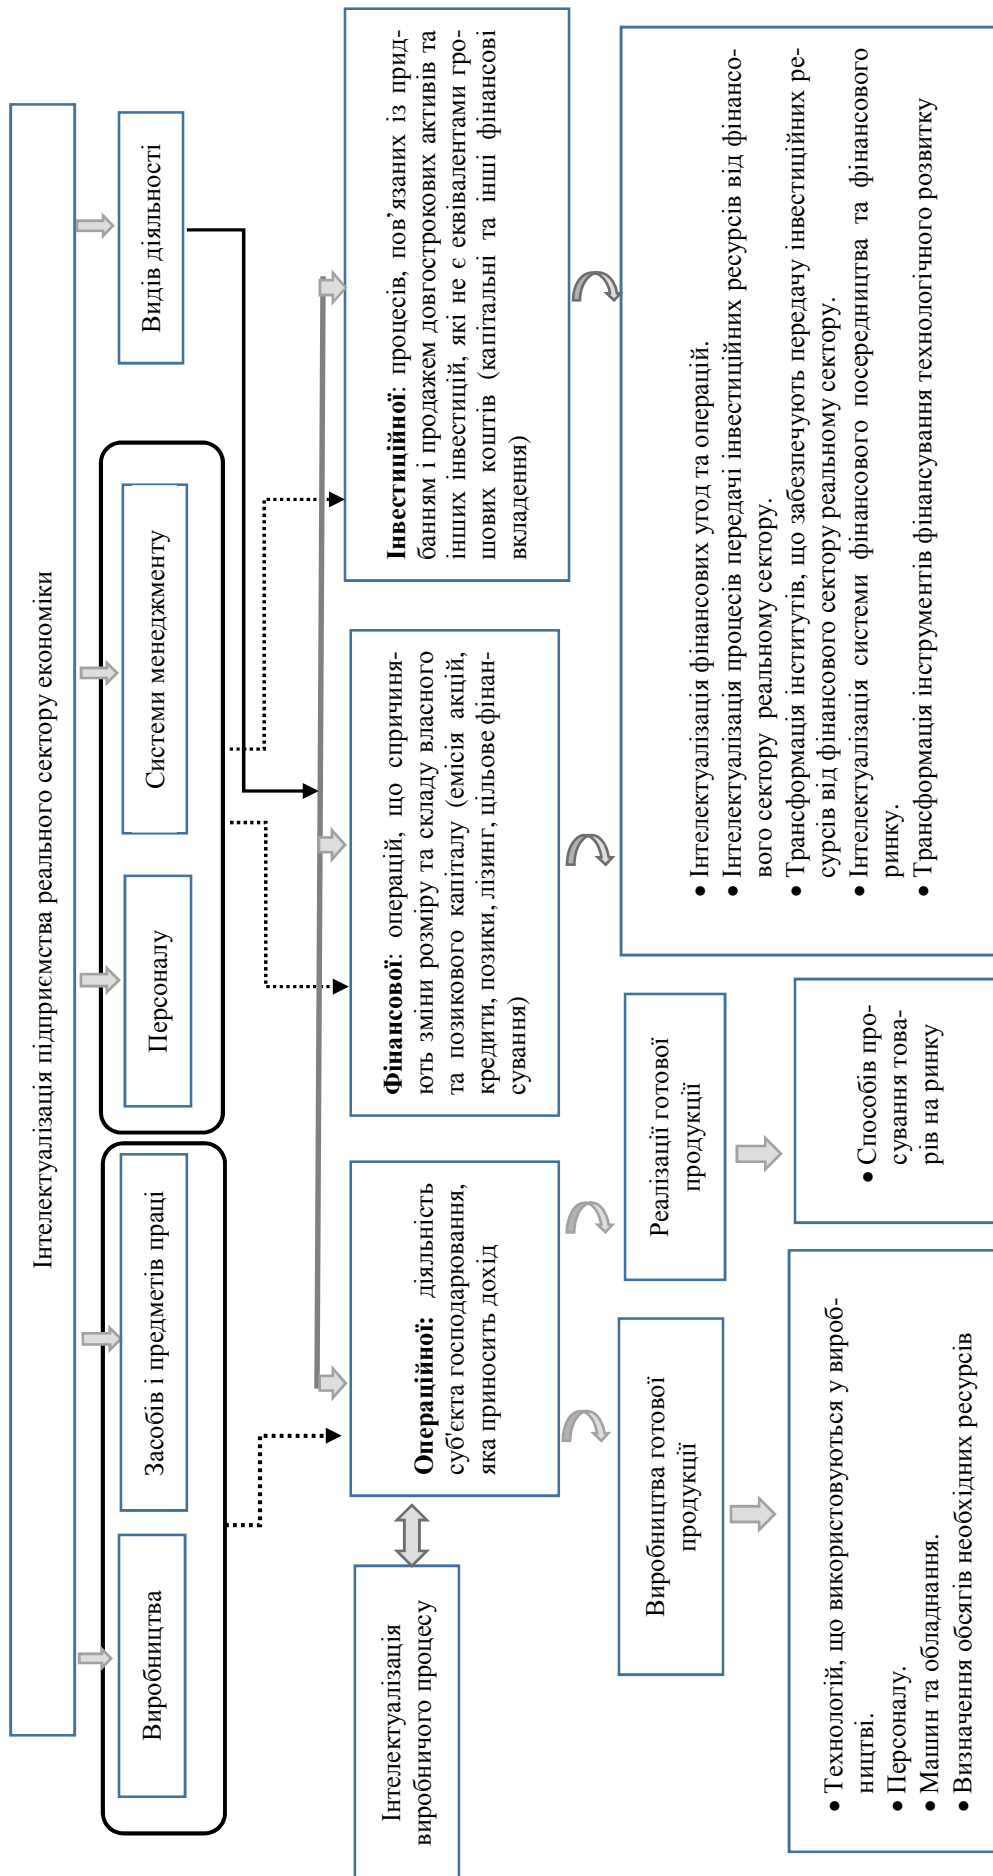 Інтелектуалізація підприємства реального сектору економіки
Виробництва
Засобів і предметів праці
Персоналу
Системи менеджменту
Видів діяльності
Інтелектуалізація
виробничого процесу
Операційної: діяльність
суб'єкта господарювання,
яка приносить дохід
Фінансової: операцій, що спричиня-
ють зміни розміру та складу власного
та позикового капіталу (емісія акцій,
кредити, позики, лізинг, цільове фінан-
сування)
Інвестиційної: процесів, пов’язаних із прид-
банням і продажем довгострокових активів та
інших інвестицій, які не є еквівалентами гро-
шових коштів (капітальні та інші фінансові
вкладення)
Виробництва готової
продукції
Реалізації готової
продукції
• Технологій, що використовуються у вироб-
ництві.
• Персоналу.
• Машин та обладнання.
• Визначення обсягів необхідних ресурсів
• Способів про-
сування това-
рів на ринку
• Інтелектуалізація фінансових угод та операцій.
• Інтелектуалізація процесів передачі інвестиційних ресурсів від фінансо-
вого сектору реальному сектору.
• Трансформація інститутів, що забезпечують передачу інвестиційних ре-
сурсів від фінансового сектору реальному сектору.
• Інтелектуалізація системи фінансового посередництва та фінансового
ринку.
• Трансформація інструментів фінансування технологічного розвитку